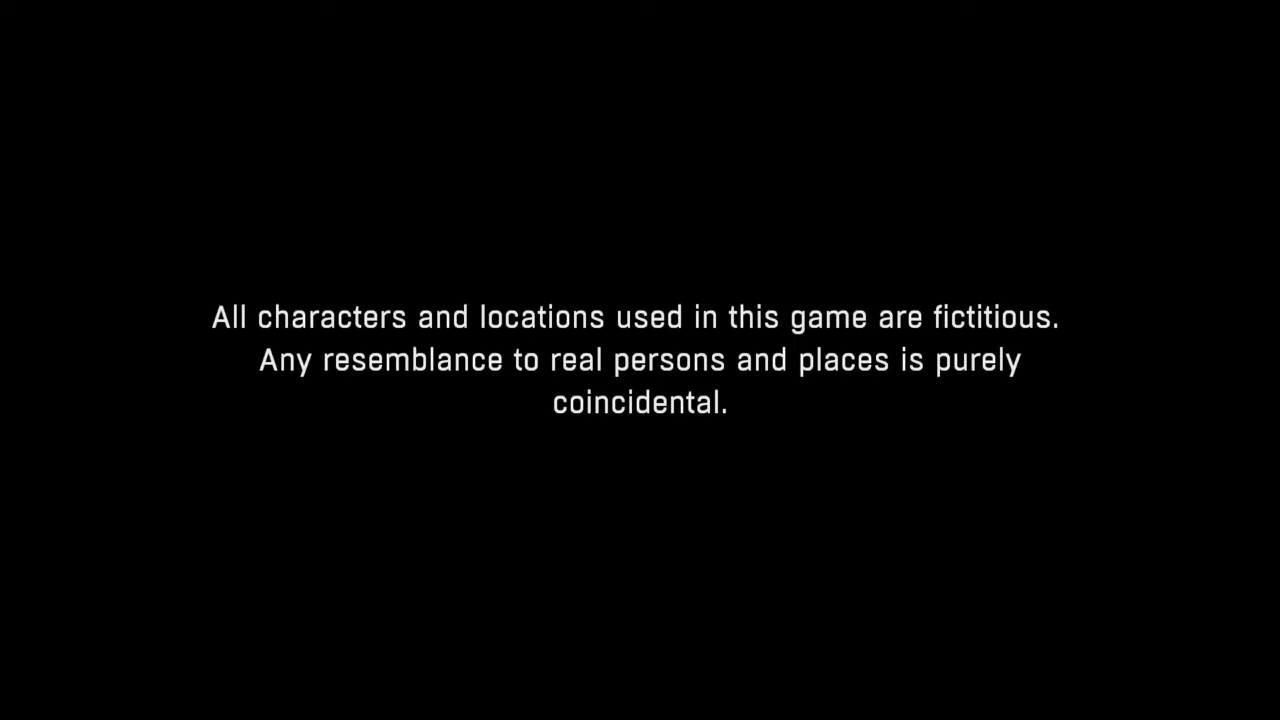 All characters and locations used in this game are fictitious.
Any resemblance to real persons and places is purely
coincidental.